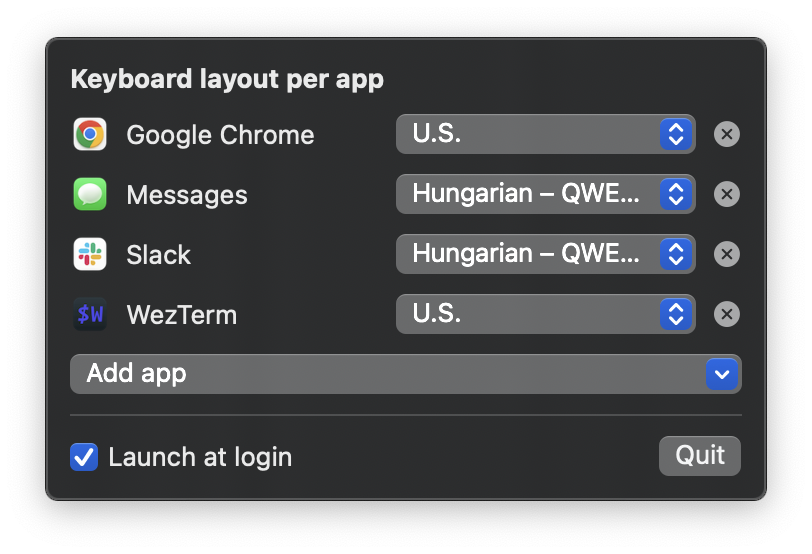 Keyboard layout per app
Google Chrome U.S.
Messages Hungarian – QWE...
Slack Hungarian – QWE...
$W WezTerm U.S.
Add app
Launch at login Quit